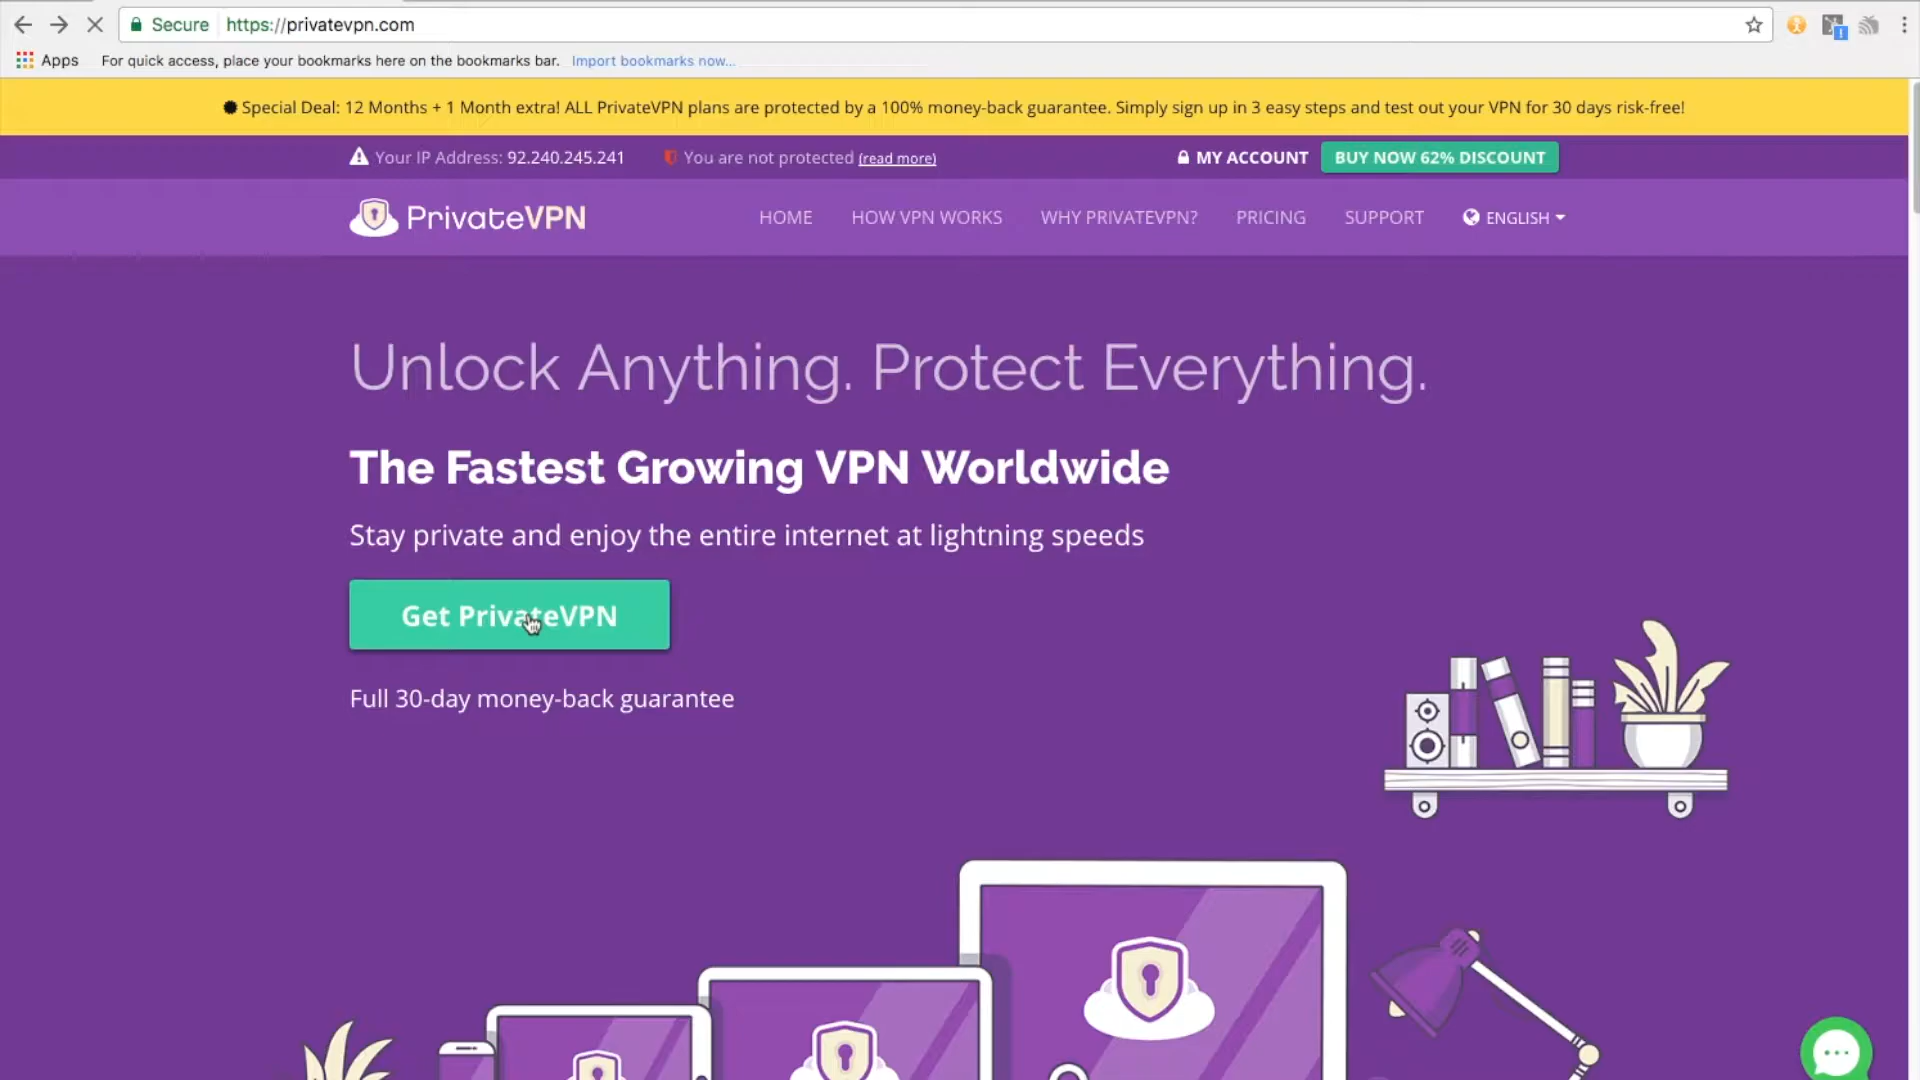 Secure https://privatevpn.com
Apps For quick access, place your bookmarks here on the bookmarks bar. Import bookmarks now...
Special Deal: 12 Months + 1 Month extra! ALL PrivateVPN plans are protected by a 100% money-back guarantee. Simply sign up in 3 easy steps and test out your VPN for 30 days risk-free!
Your IP Address: 92.240.245.241 You are not protected (read more) MY ACCOUNT BUY NOW 62% DISCOUNT
PrivateVPN HOME HOW VPN WORKS WHY PRIVATEVPN? PRICING SUPPORT ENGLISH
Unlock Anything. Protect Everything.
The Fastest Growing VPN Worldwide
Stay private and enjoy the entire internet at lightning speeds
Get PrivateVPN
Full 30-day money-back guarantee